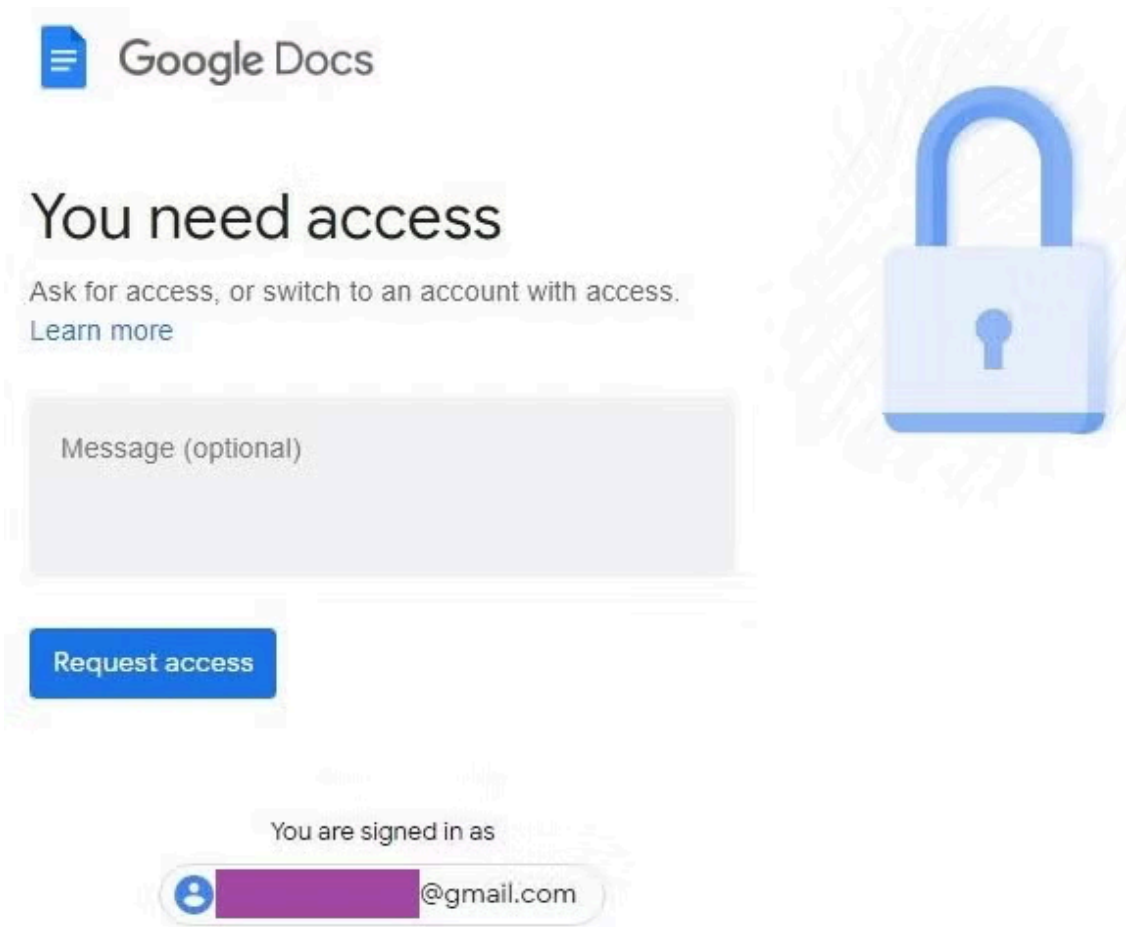 Google Docs
You need access
Ask for access, or switch to an account with access.
Learn more
Message (optional)
Request access
You are signed in as
@gmail.com